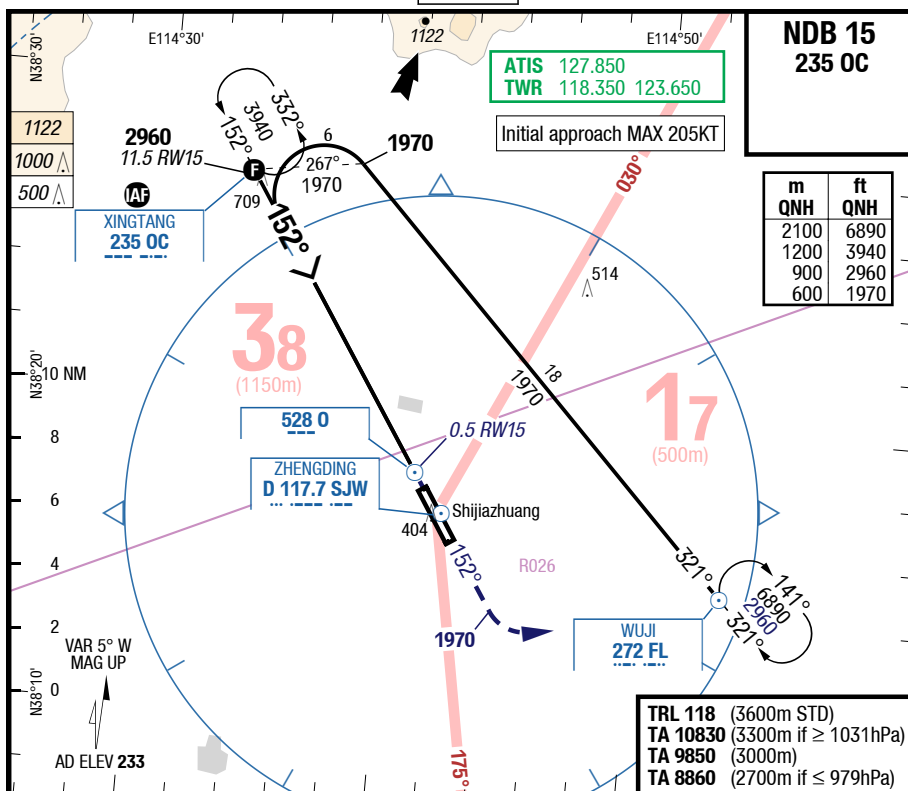 NDB 15
235 OC
E114°30'
E114°50'
N38°30'
1122
ATIS 127.850
TWR 118.350 123.650
Initial approach MAX 205KT
1122
1000
500
2960
11.5 RW15
332°
3940
152°
F
6
1970
267°
1970
709
IAF
XINGTANG
235 OC
152°
030°
m ft
QNH QNH
2100 6890
1200 3940
900 2960
600 1970
514
38
(1150m)
17
(500m)
18
1970
N38°20'
10 NM
8
6
4
2
0
528 O
0.5 RW15
ZHENGDING
D 117.7 SJW
Shijiazhuang
404
152°
R026
1970
321°
141°
6890
2960
321°
WUJI
272 FL
VAR 5° W
MAG UP
N38°10'
AD ELEV 233
175°
TRL 118 (3600m STD)
TA 10830 (3300m if ≥ 1031hPa)
TA 9850 (3000m)
TA 8860 (2700m if ≤ 979hPa)